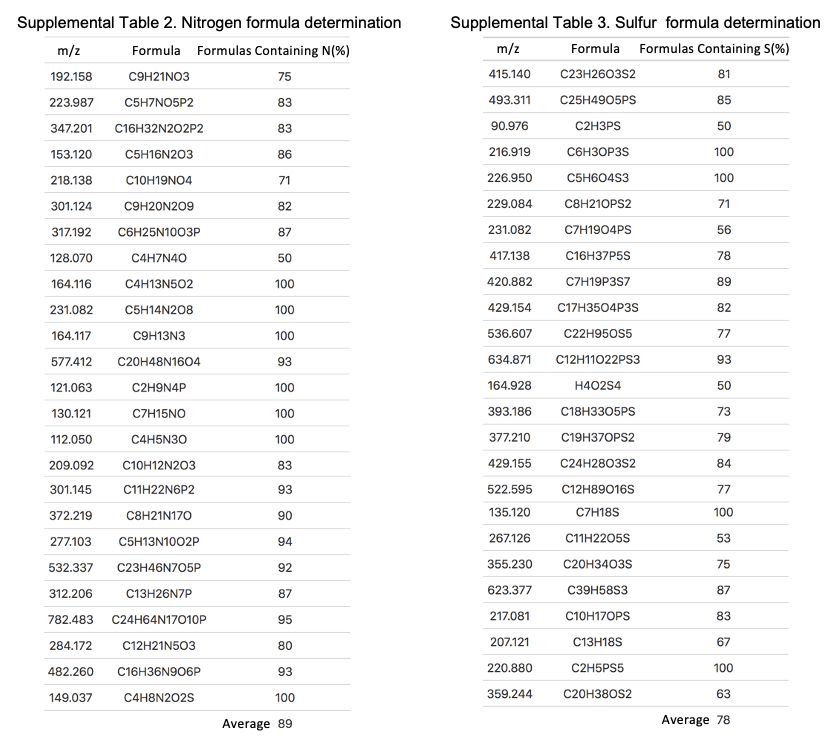 Supplemental Table 2. Nitrogen formula determination
m/z Formula Formulas Containing N(%)
192.158 C9H21NO3 75
223.987 C5H7NO5P2 83
347.201 C16H32N2O2P2 83
153.120 C5H16N2O3 86
218.138 C10H19NO4 71
301.124 C9H20N2O9 82
317.192 C6H25N10O3P 87
128.070 C4H7N4O 50
164.116 C4H13N5O2 100
231.082 C5H14N2O8 100
164.117 C9H13N3 100
577.412 C20H48N16O4 93
121.063 C2H9N4P 100
130.121 C7H15NO 100
112.050 C4H5N3O 100
209.092 C10H12N2O3 83
301.145 C11H22N6P2 93
372.219 C8H21N17O 90
277.103 C5H13N10O2P 94
532.337 C23H46N7O5P 92
312.206 C13H26N7P 87
782.483 C24H64N17O10P 95
284.172 C12H21N5O3 80
482.260 C16H36N9O6P 93
149.037 C4H8N2O2S 100
Average 89
Supplemental Table 3. Sulfur formula determination
m/z Formula Formulas Containing S(%)
415.140 C23H26O3S2 81
493.311 C25H49O5PS 85
90.976 C2H3PS 50
216.919 C6H3OP3S 100
226.950 C5H6O4S3 100
229.084 C8H21OPS2 71
231.082 C7H19O4PS 56
417.138 C16H37P5S 78
420.882 C7H19P3S7 89
429.154 C17H35O4P3S 82
536.607 C22H95OS5 77
634.871 C12H11O22PS3 93
164.928 H4O2S4 50
393.186 C18H33O5PS 73
377.210 C19H37OPS2 79
429.155 C24H28O3S2 84
522.595 C12H89O16S 77
135.120 C7H18S 100
267.126 C11H22O5S 53
355.230 C20H34O3S 75
623.377 C39H58S3 87
217.081 C10H17OPS 83
207.121 C13H18S 67
220.880 C2H5PS5 100
359.244 C20H38OS2 63
Average 78